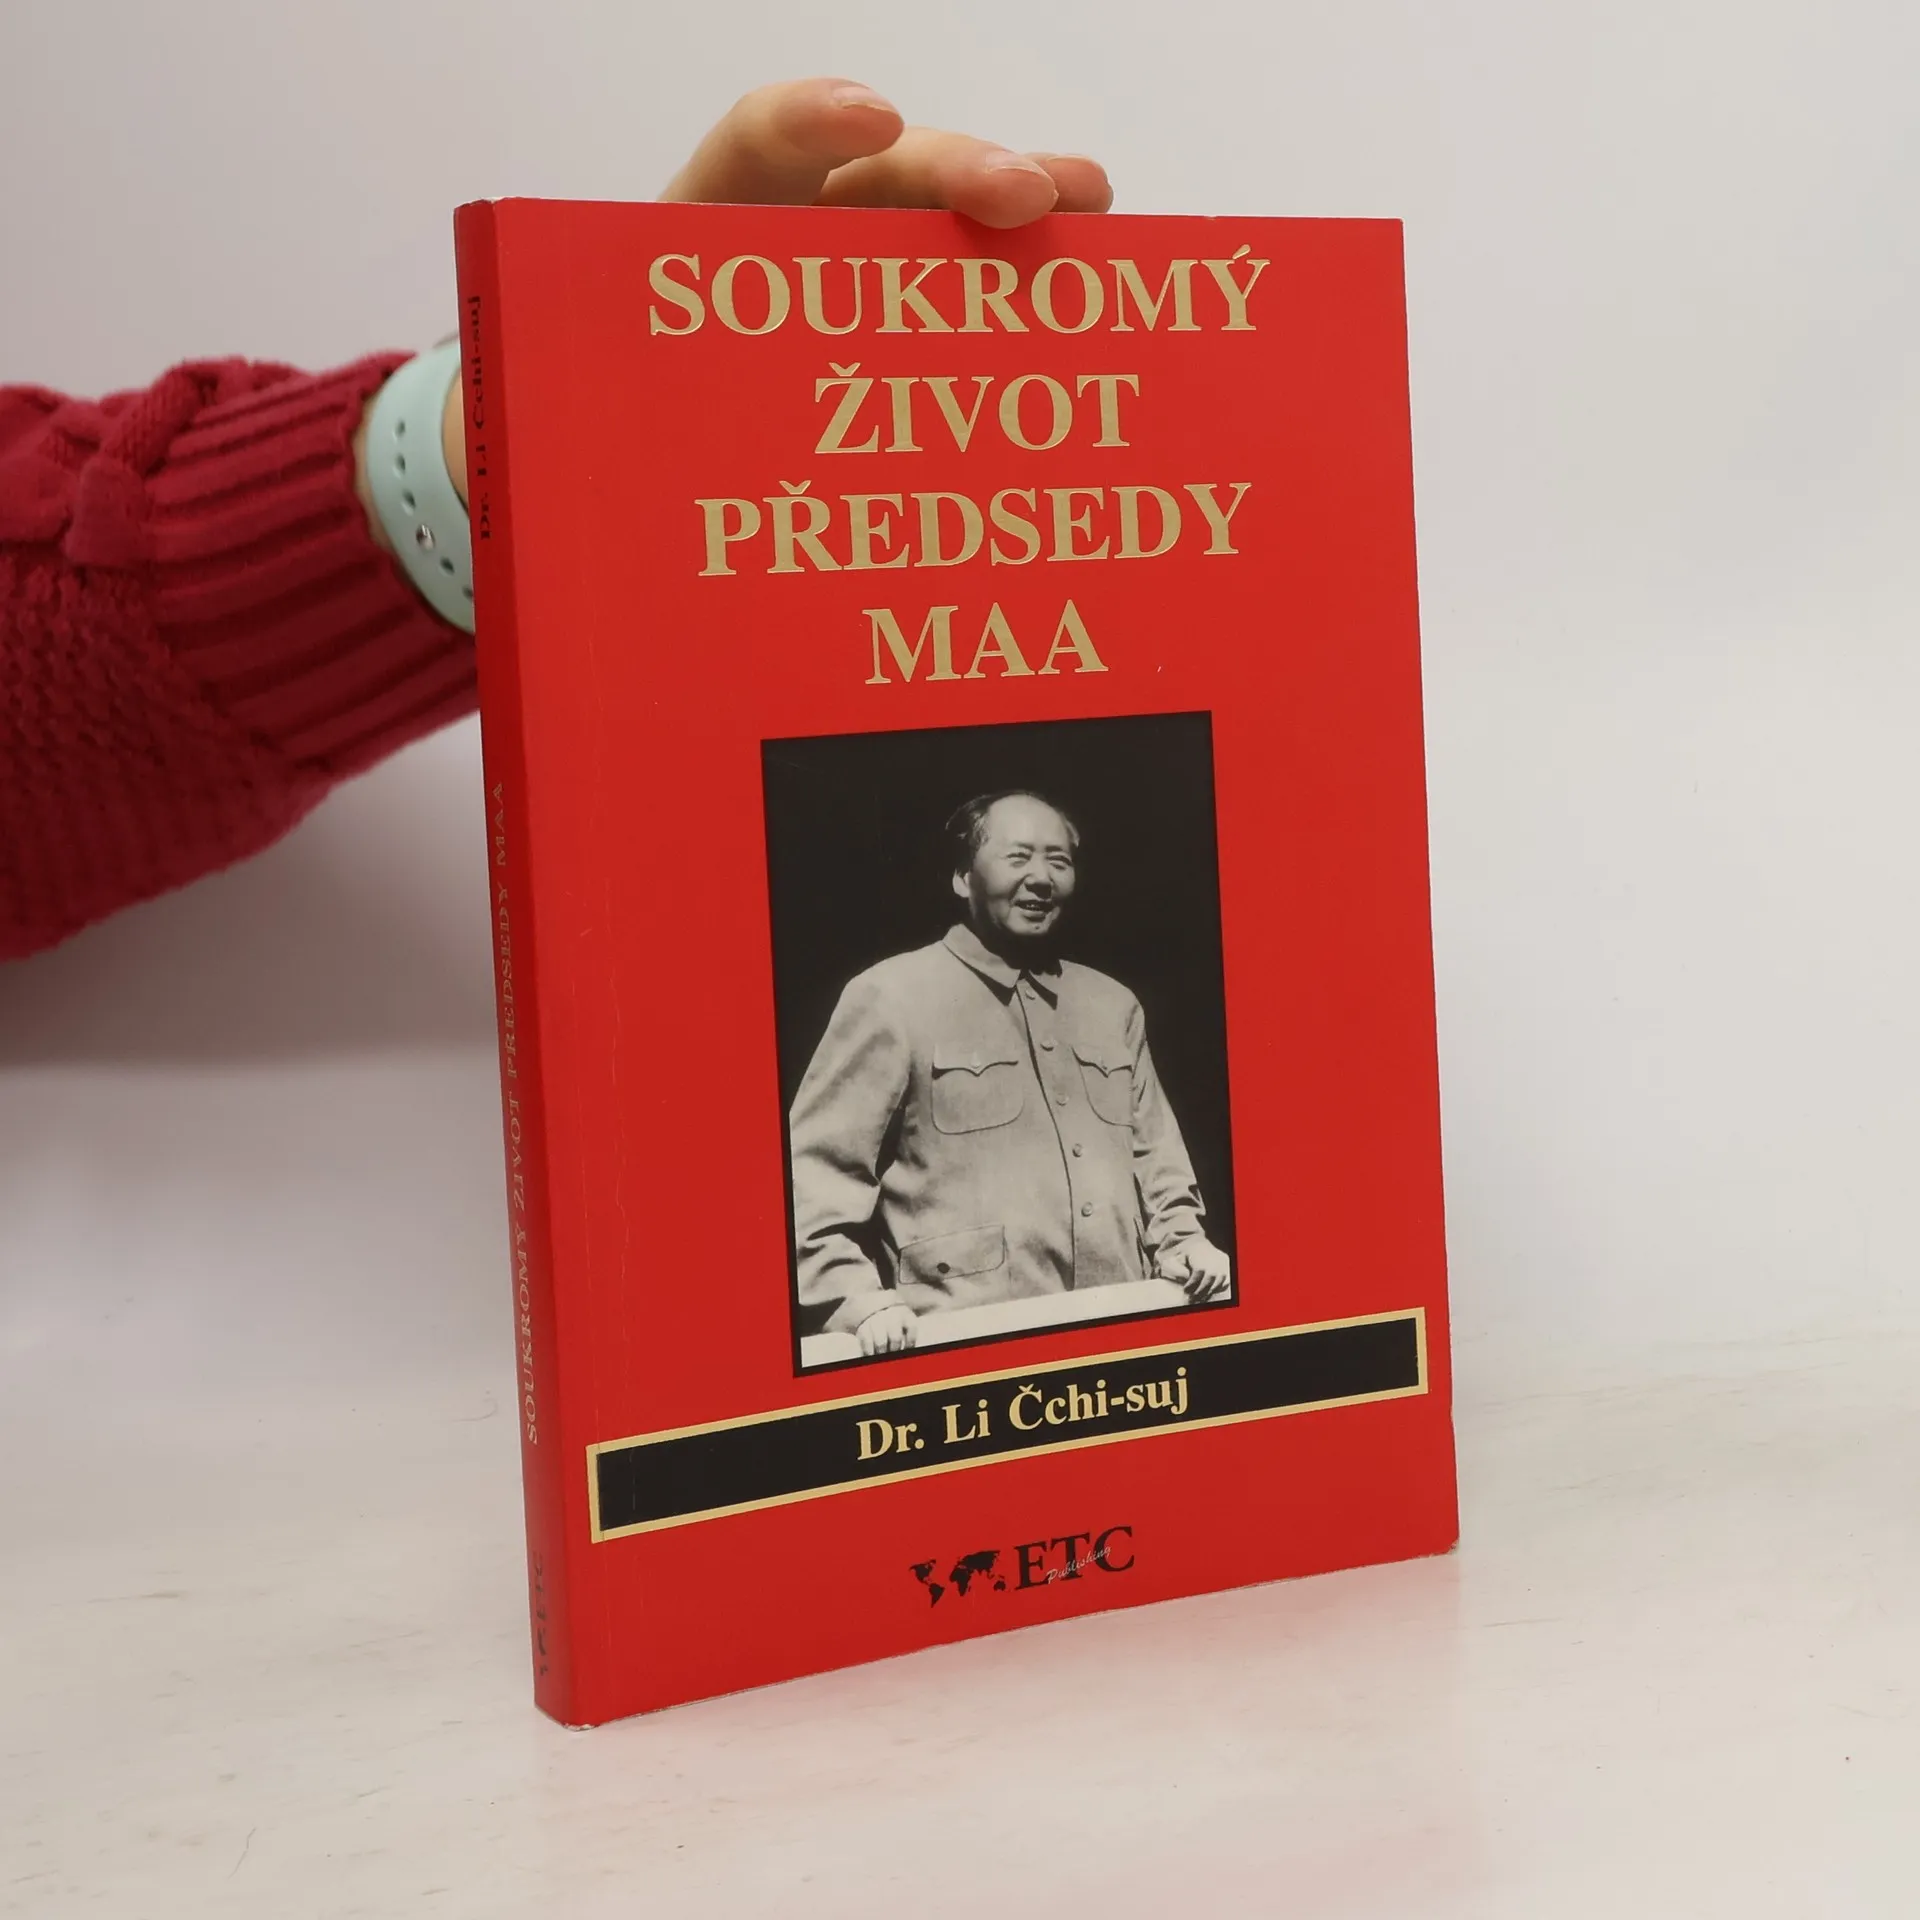 SOUKROMÝ
ŽIVOT
PŘEDSEDY
MAA
Dr. Li Čchi-suj
ETC
Publishing
Dr. Li Čchi-suj
SOUKROMÝ ŽIVOT PŘEDSEDY MAA
ETC